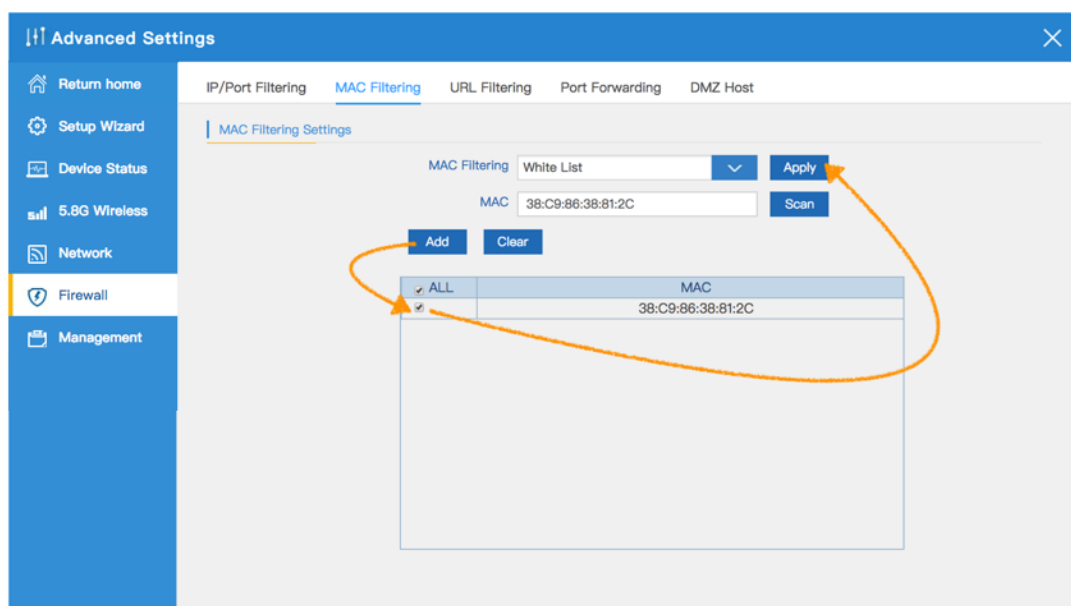 Advanced Settings
Return home
Setup Wizard
Device Status
5.8G Wireless
Network
Firewall
Management
IP/Port Filtering MAC Filtering URL Filtering Port Forwarding DMZ Host
MAC Filtering Settings
MAC Filtering White List Apply
MAC 38:C9:86:38:81:2C Scan
Add Clear
ALL MAC
38:C9:86:38:81:2C